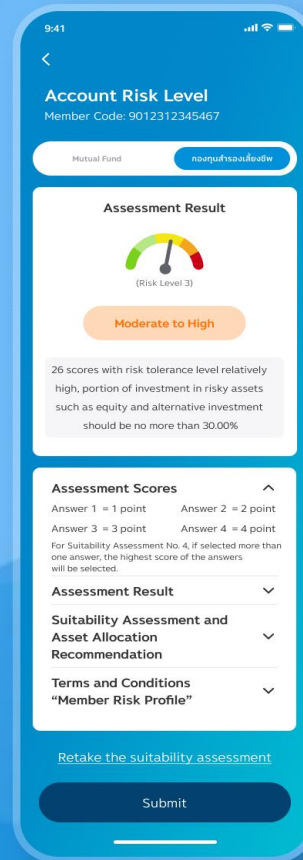 9:41
Account Risk Level
Member Code: 9012312345467
Mutual Fund
กองทุนสำรองเลี้ยงชีพ
Assessment Result
(Risk Level 3)
Moderate to High
26 scores with risk tolerance level relatively
high, portion of investment in risky assets
such as equity and alternative investment
should be no more than 30.00%
Assessment Scores
Answer 1 = 1 point
Answer 2 = 2 point
Answer 3 = 3 point
Answer 4 = 4 point
For Suitability Assessment No. 4, if selected more than
one answer, the highest score of the answers
will be selected.
Assessment Result
Suitability Assessment and
Asset Allocation
Recommendation
Terms and Conditions
“Member Risk Profile”
Retake the suitability assessment
Submit